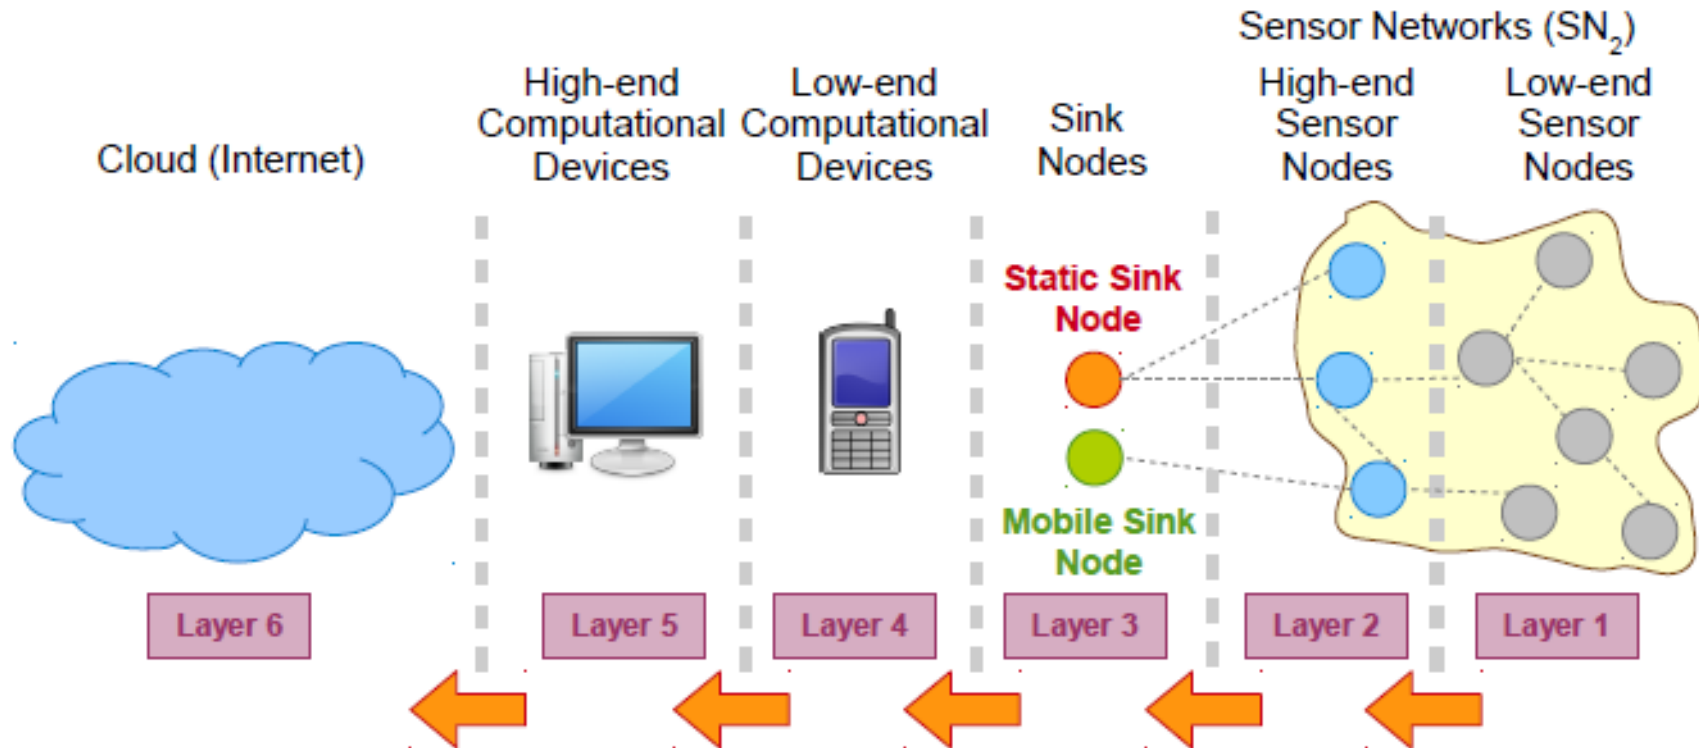 Sensor Networks (SN2)
Cloud (Internet)
High-end
Computational
Devices
Low-end
Computational
Devices
Sink
Nodes
High-end
Sensor
Nodes
Low-end
Sensor
Nodes
Static Sink
Node
Mobile Sink
Node
Layer 6
Layer 5
Layer 4
Layer 3
Layer 2
Layer 1